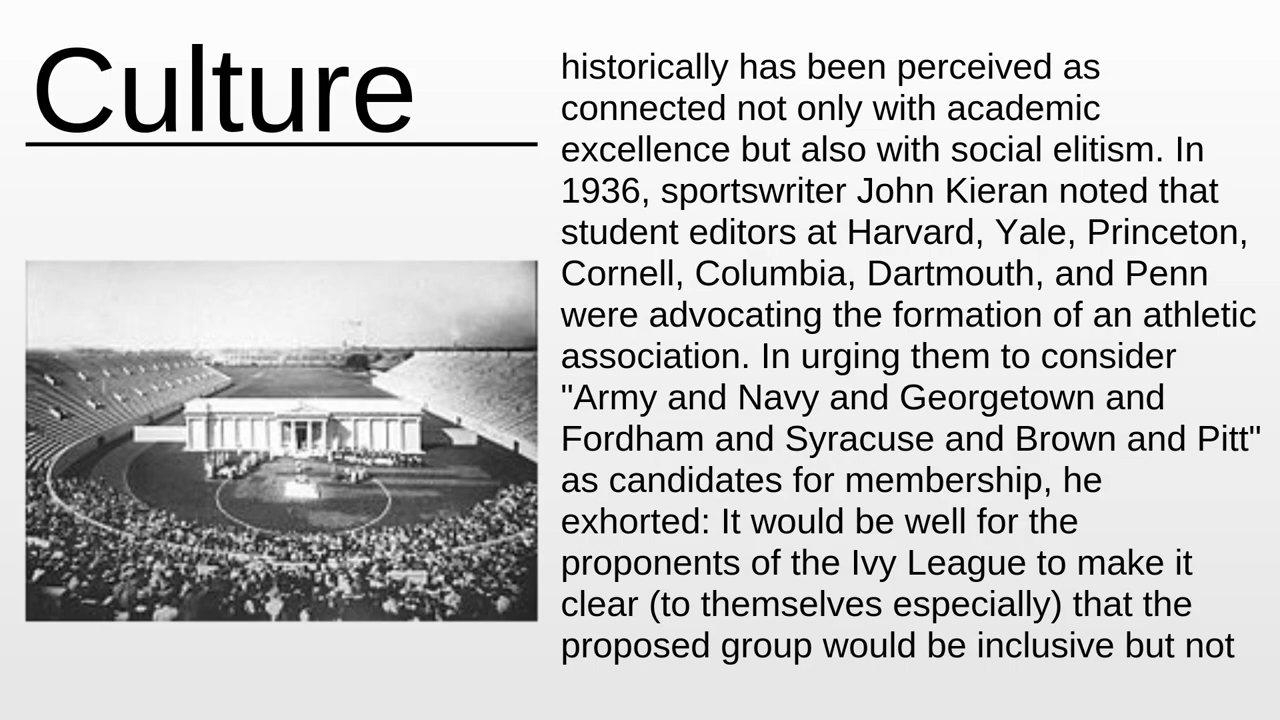 Culture
historically has been perceived as
connected not only with academic
excellence but also with social elitism. In
1936, sportswriter John Kieran noted that
student editors at Harvard, Yale, Princeton,
Cornell, Columbia, Dartmouth, and Penn
were advocating the formation of an athletic
association. In urging them to consider
"Army and Navy and Georgetown and
Fordham and Syracuse and Brown and Pitt"
as candidates for membership, he
exhorted: It would be well for the
proponents of the Ivy League to make it
clear (to themselves especially) that the
proposed group would be inclusive but not